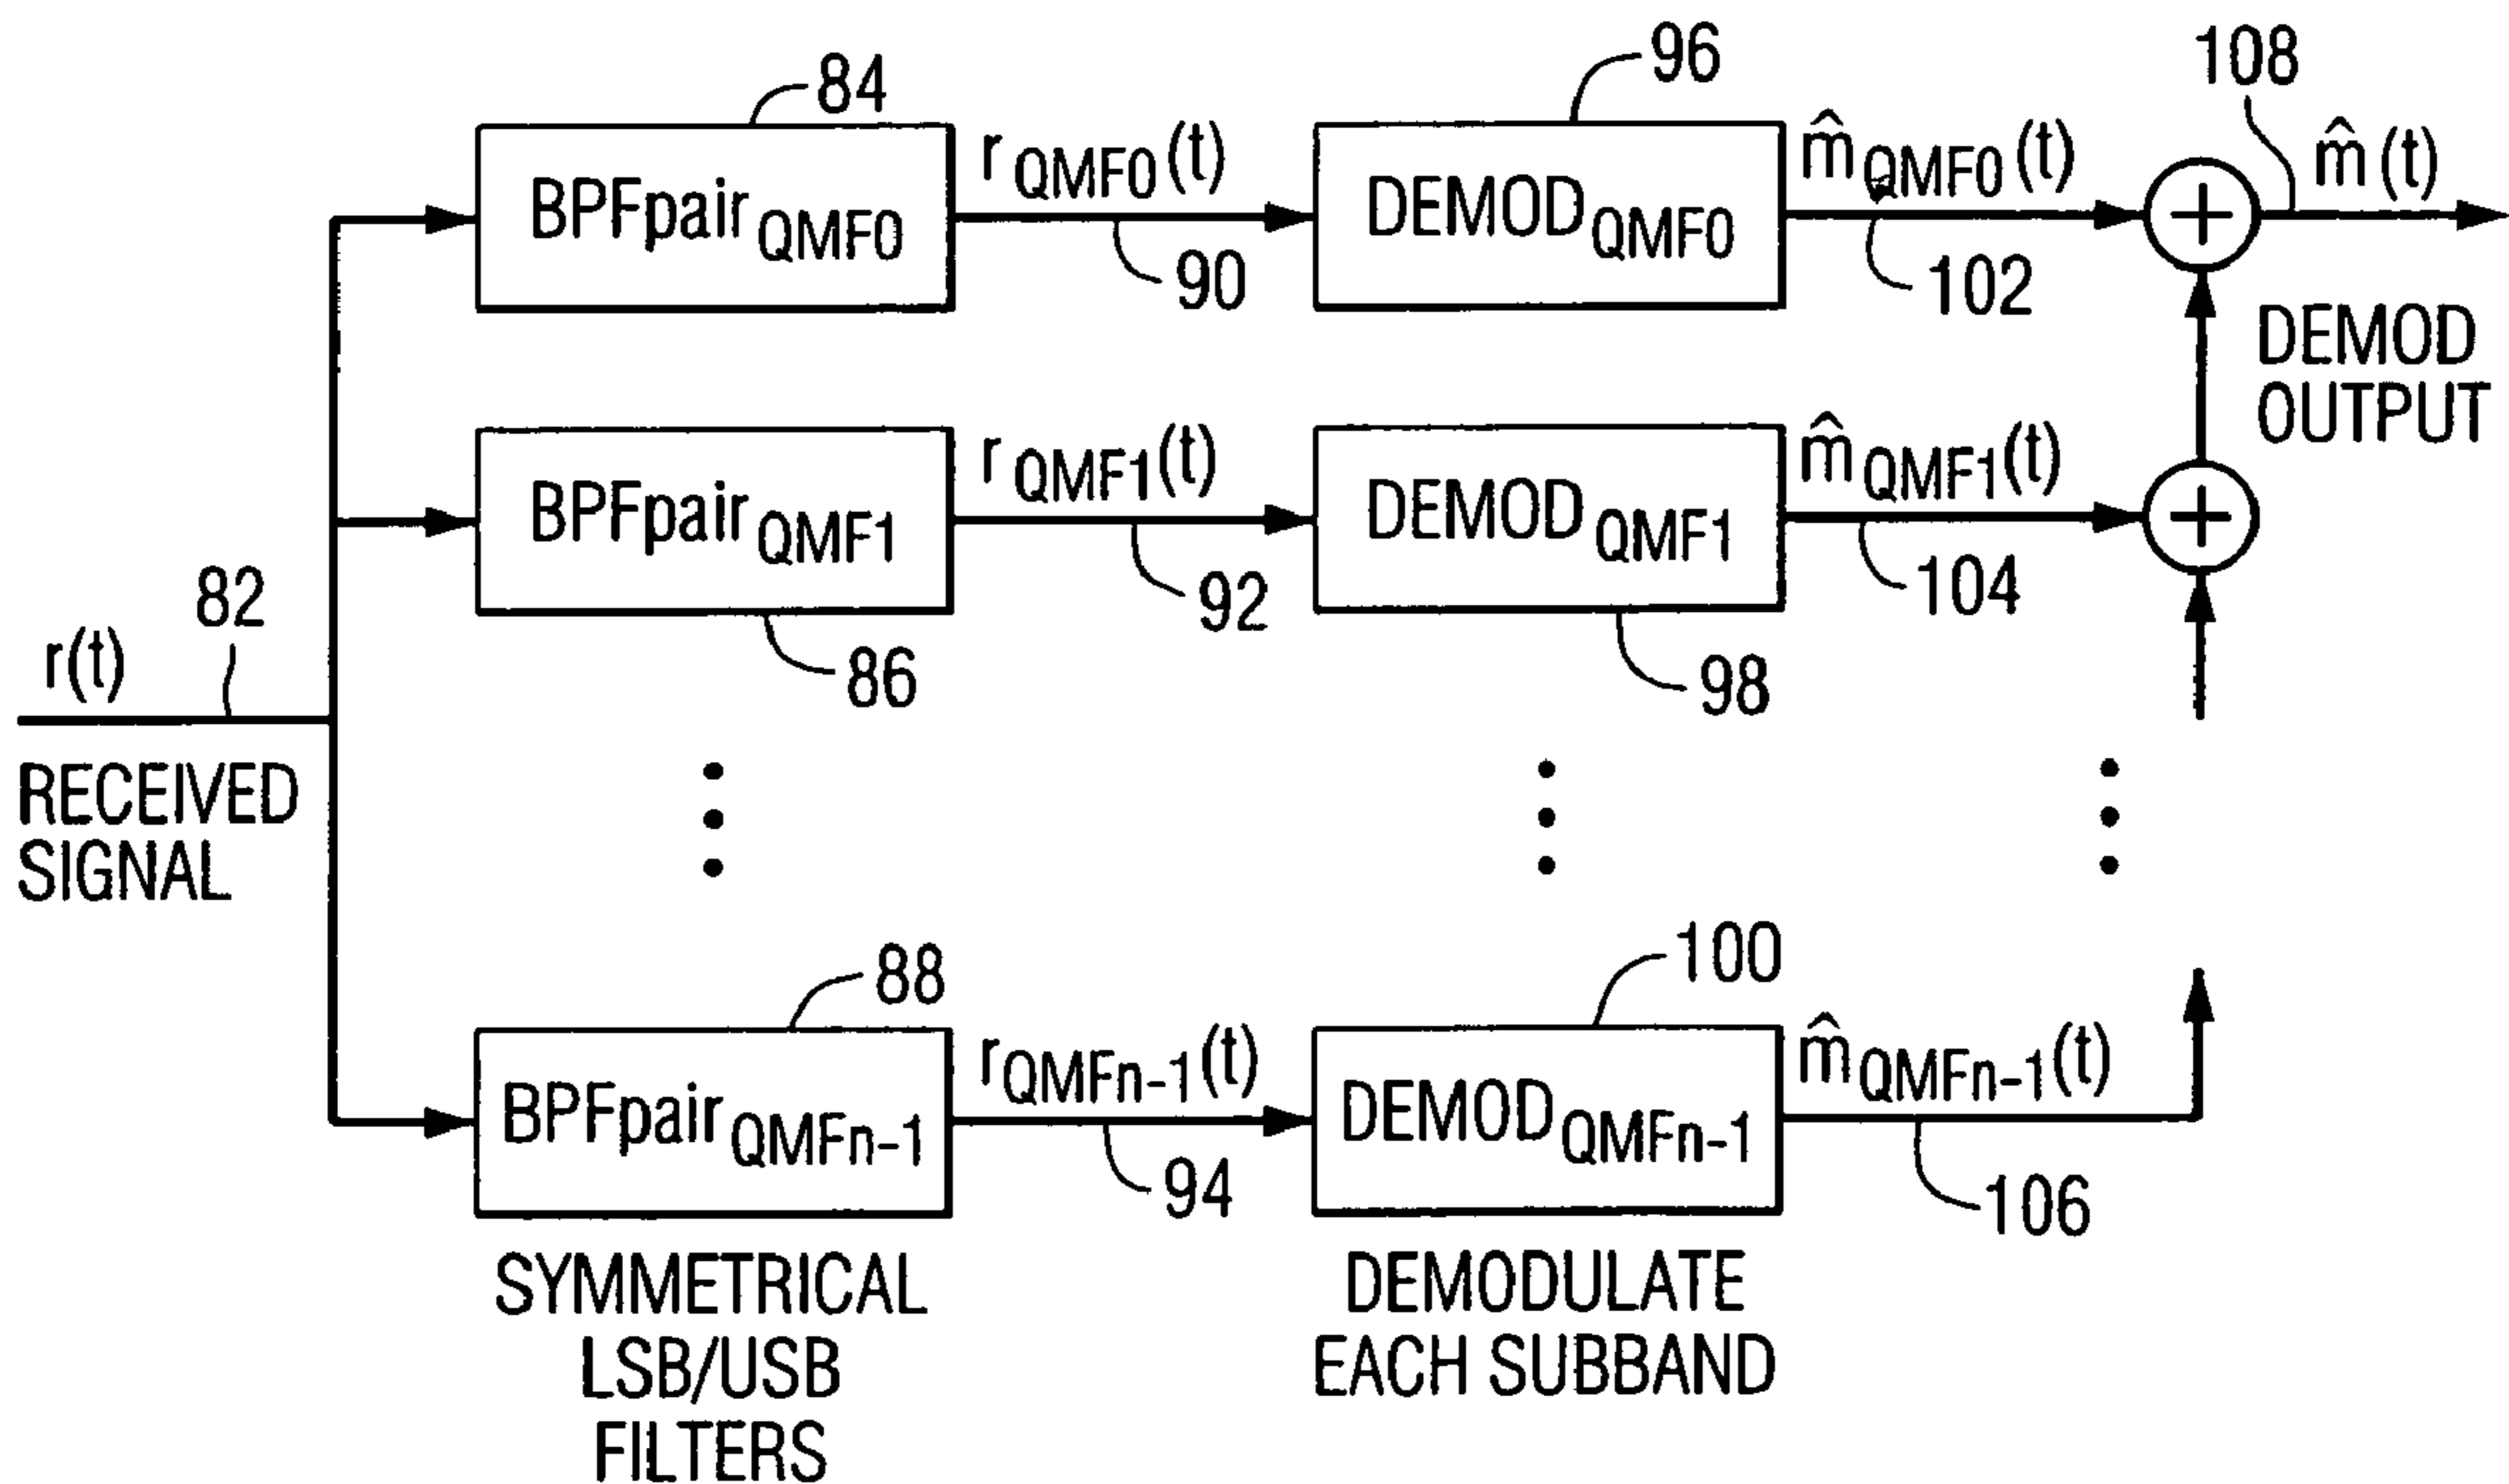 96
108
84
r QMF0 (t)
m̂ QMF0 (t)
m̂ (t)
BPFpair QMF0
DEMOD QMF0
90
102
DEMOD
OUTPUT
r QMF1 (t)
m̂ QMF1 (t)
BPFpair QMF1
DEMOD QMF1
82
92
104
r(t)
86
98
RECEIVED
SIGNAL
88
100
r QMFn-1 (t)
m̂ QMFn-1 (t)
BPFpair QMFn-1
DEMOD QMFn-1
94
106
SYMMETRICAL
LSB/USB
FILTERS
DEMODULATE
EACH SUBBAND